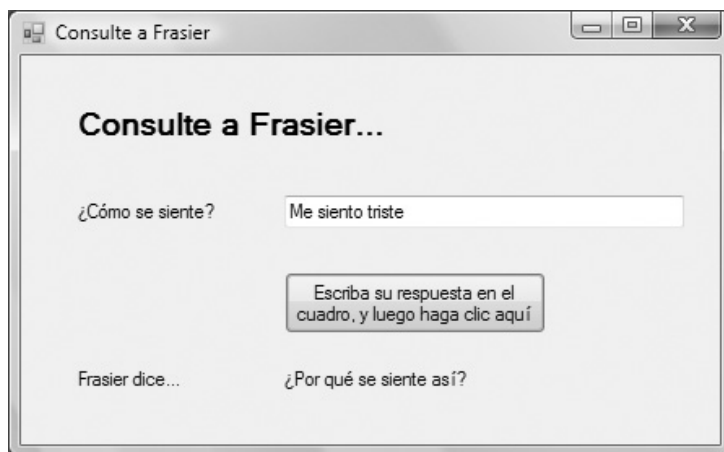 Consulte a Frasier
Consulte a Frasier...
¿Cómo se siente?
Me siento triste
Escriba su respuesta en el
cuadro, y luego haga clic aquí
Frasier dice...
¿Por qué se siente así?